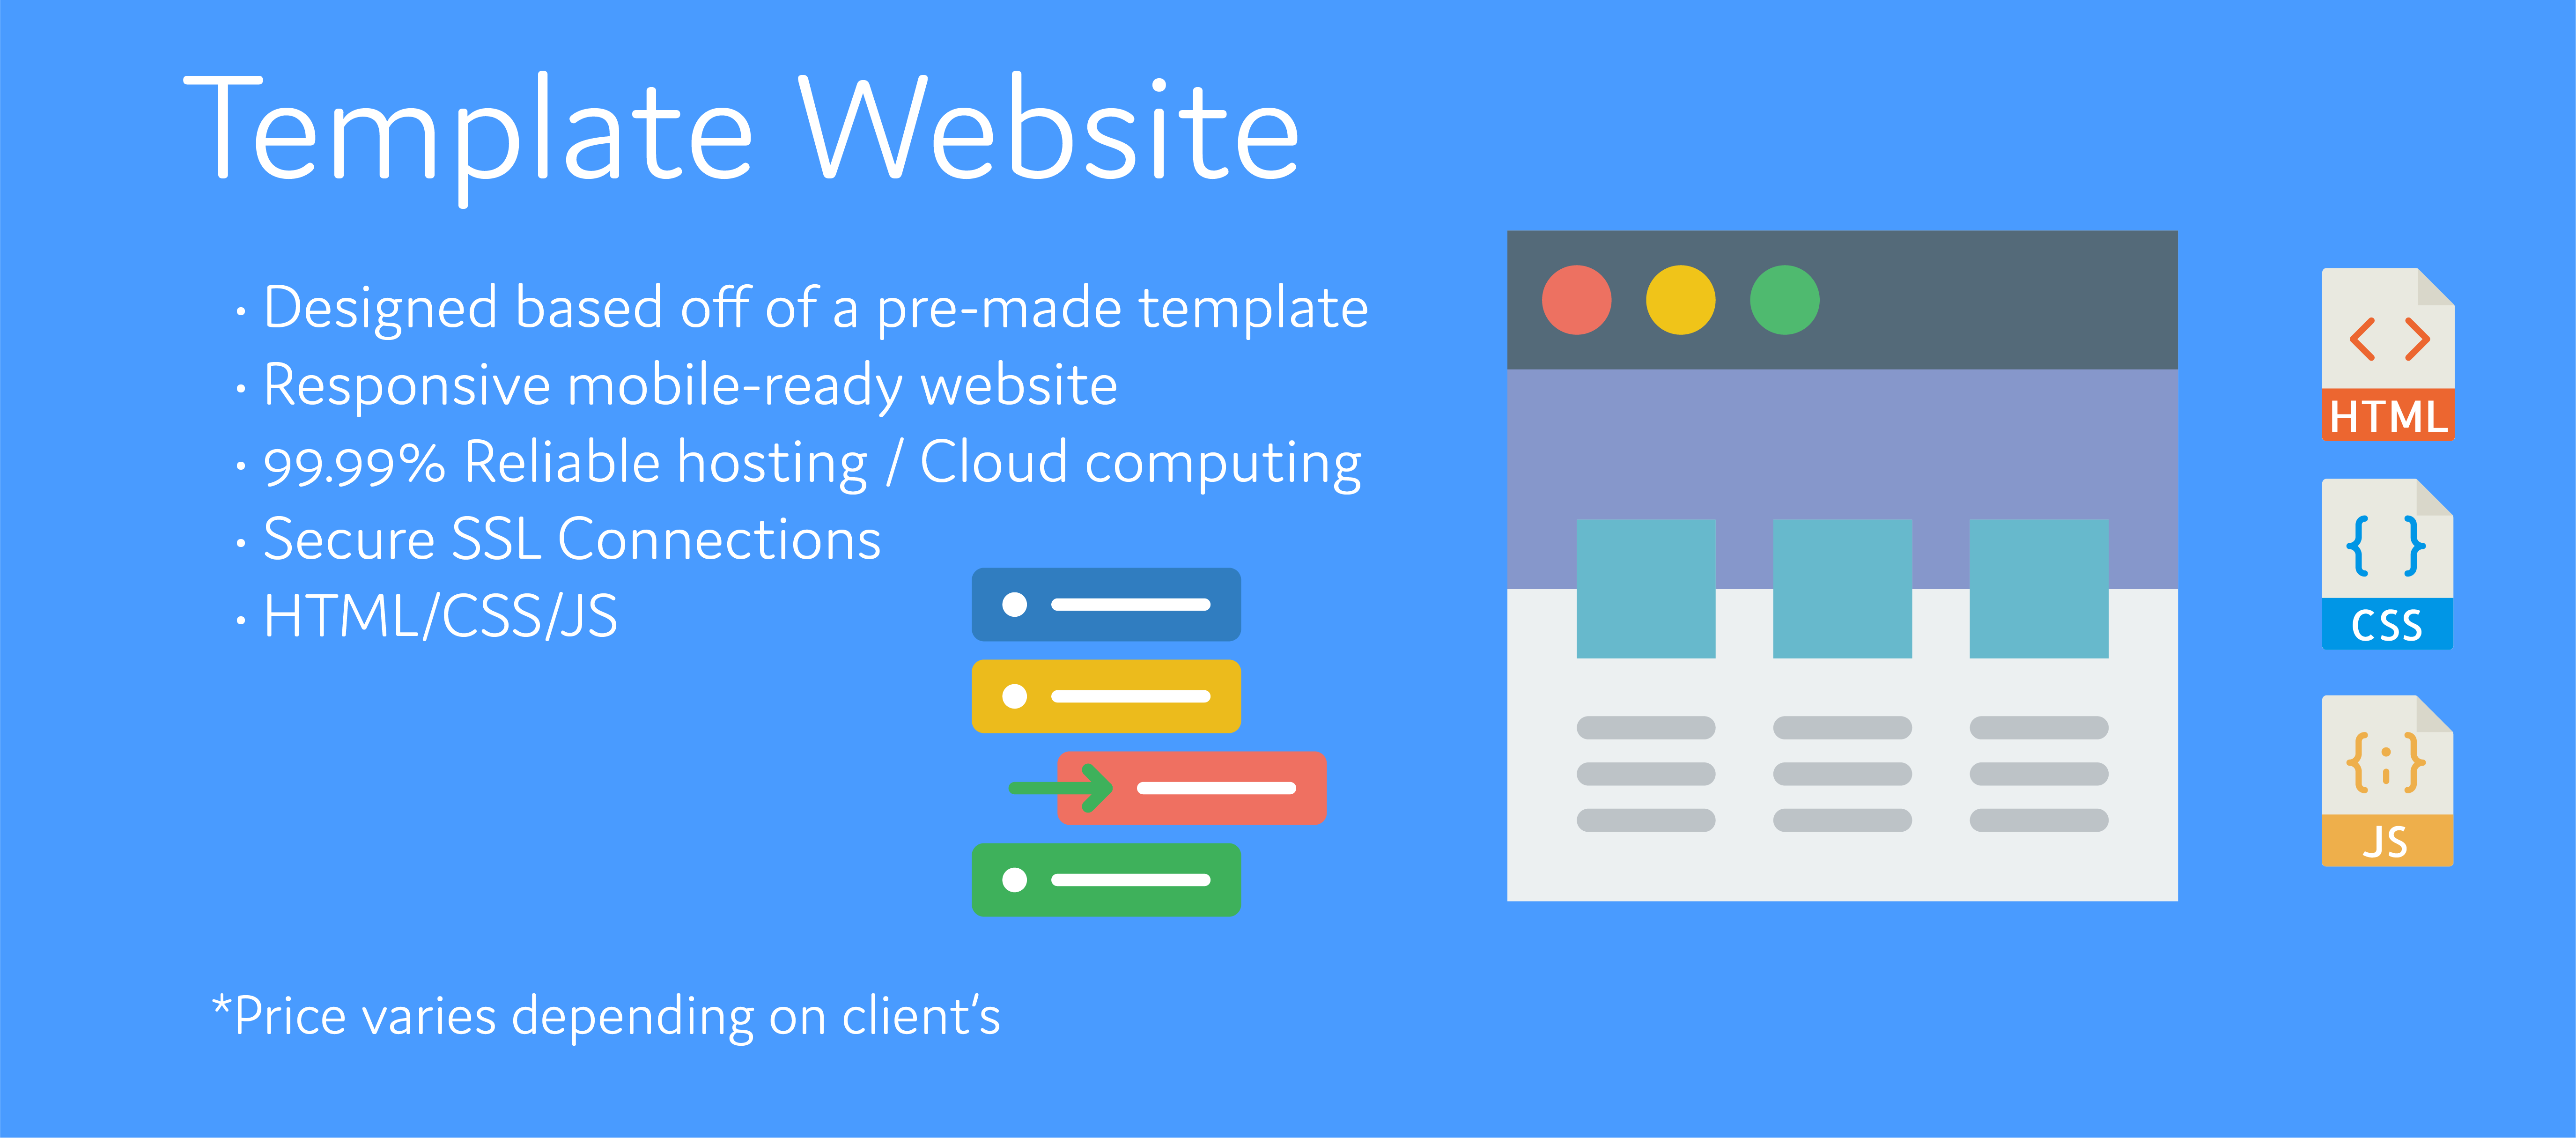 Template Website
• Designed based off of a pre-made template
• Responsive mobile-ready website
• 99.99% Reliable hosting / Cloud computing
• Secure SSL Connections
• HTML/CSS/JS
*Price varies depending on client's
< >
HTML
{ }
CSS
{;}
JS